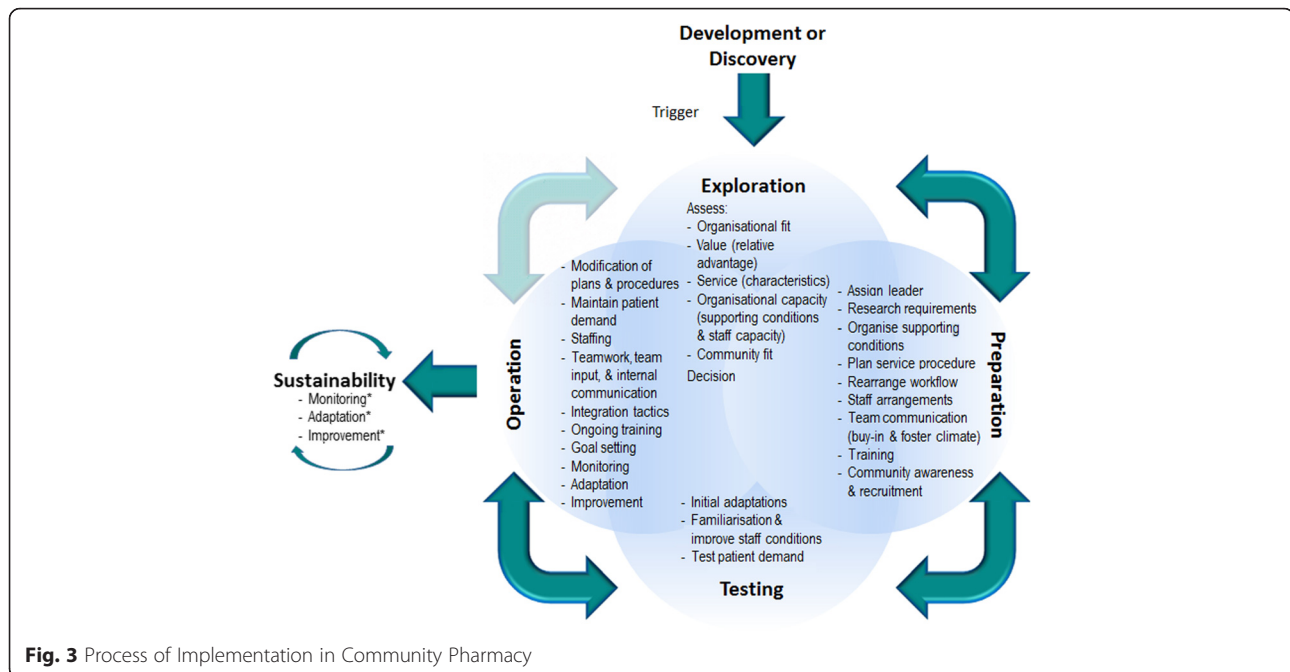 Development or
Discovery
Trigger
Exploration
Assess:
- Organisational fit
- Value (relative
advantage)
- Service (characteristics)
- Organisational capacity
(supporting conditions
& staff capacity)
- Community fit
Decision
- Assign leader
- Research requirements
- Organise supporting
conditions
- Plan service procedure
- Rearrange workflow
- Staff arrangements
- Team communication
(buy-in & foster climate)
- Training
- Community awareness
& recruitment
Preparation
- Initial adaptations
- Familiarisation &
improve staff conditions
- Test patient demand
Testing
Operation
- Modification of
plans & procedures
- Maintain patient
demand
- Staffing
- Teamwork, team
input, & internal
communication
- Integration tactics
- Ongoing training
- Goal setting
- Monitoring
- Adaptation
- Improvement
Sustainability
- Monitoring*
- Adaptation*
- Improvement*
Fig. 3 Process of Implementation in Community Pharmacy